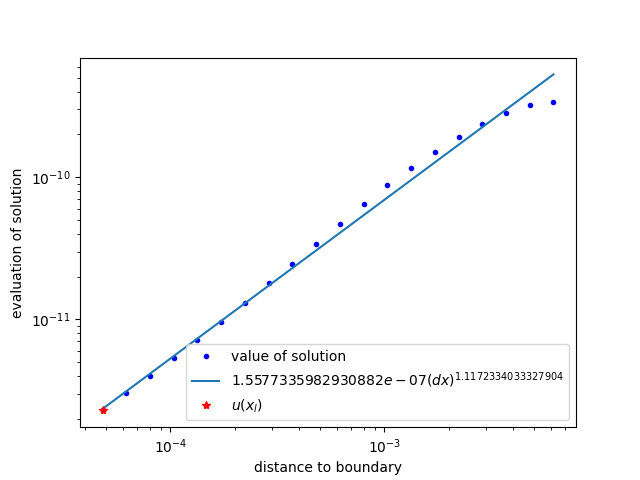 10⁻¹⁰
10⁻¹¹
evaluation of solution
value of solution
1.5577335982930882e − 07(dx)^1.1172334033327904
u(x_l)
10⁻⁴ 10⁻³
distance to boundary